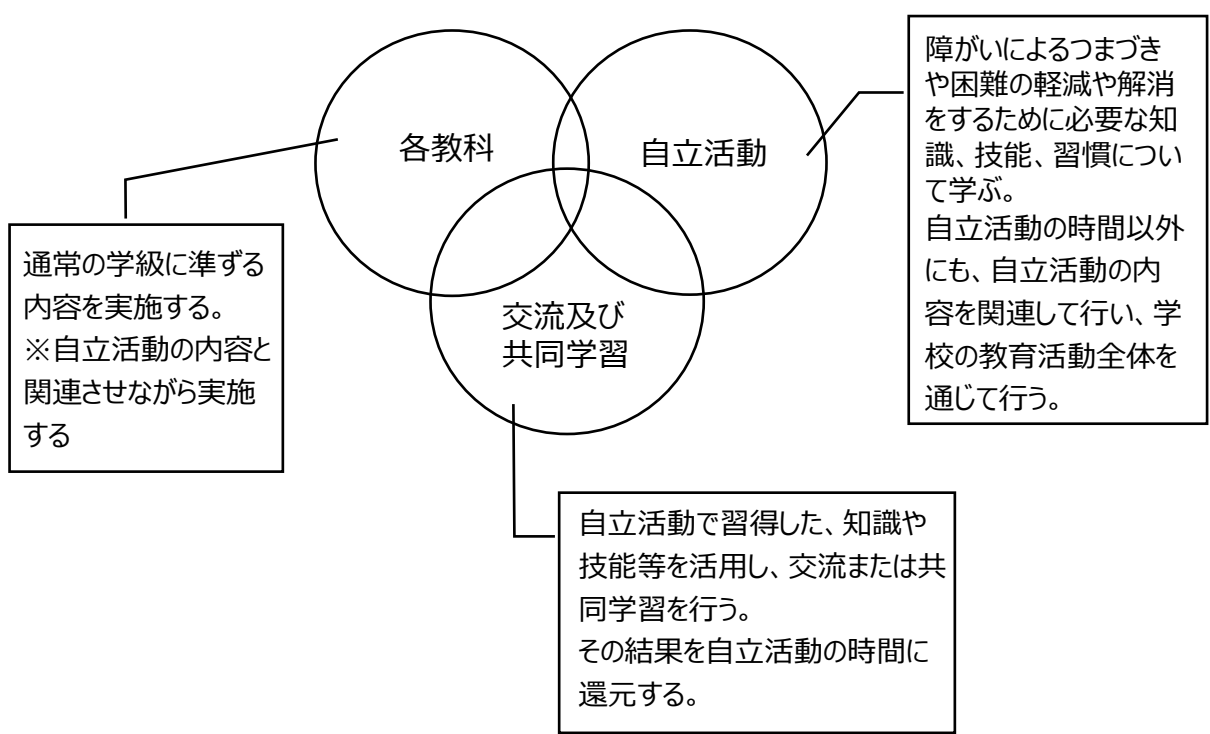 各教科
自立活動
交流及び
共同学習
通常の学級に準ずる
内容を実施する。
※自立活動の内容と
関連させながら実施
する
障がいによるつまづき
や困難の軽減や解消
をするために必要な知
識、技能、習慣につい
て学ぶ。
自立活動の時間以外
にも、自立活動の内
容を関連して行い、学
校の教育活動全体を
通じて行う。
自立活動で習得した、知識や
技能等を活用し、交流または共
同学習を行う。
その結果を自立活動の時間に
還元する。